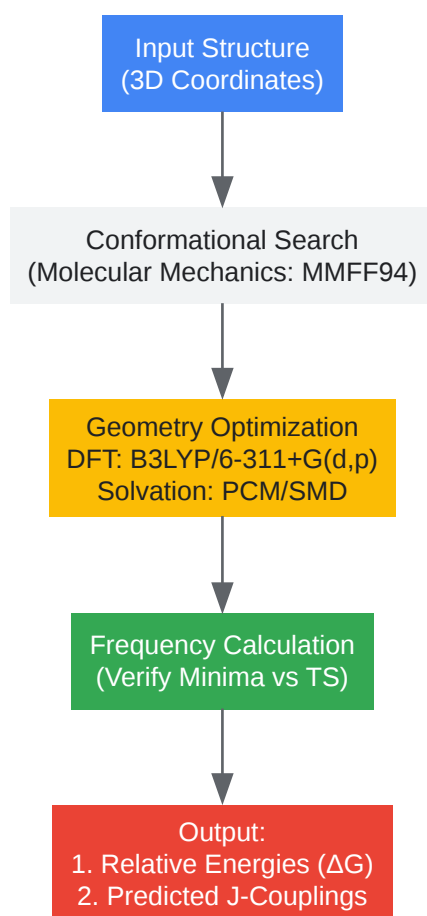 Input Structure
(3D Coordinates)
Conformational Search
(Molecular Mechanics: MMFF94)
Geometry Optimization
DFT: B3LYP/6-311+G(d,p)
Solvation: PCM/SMD
Frequency Calculation
(Verify Minima vs TS)
Output:
1. Relative Energies (ΔG)
2. Predicted J-Couplings